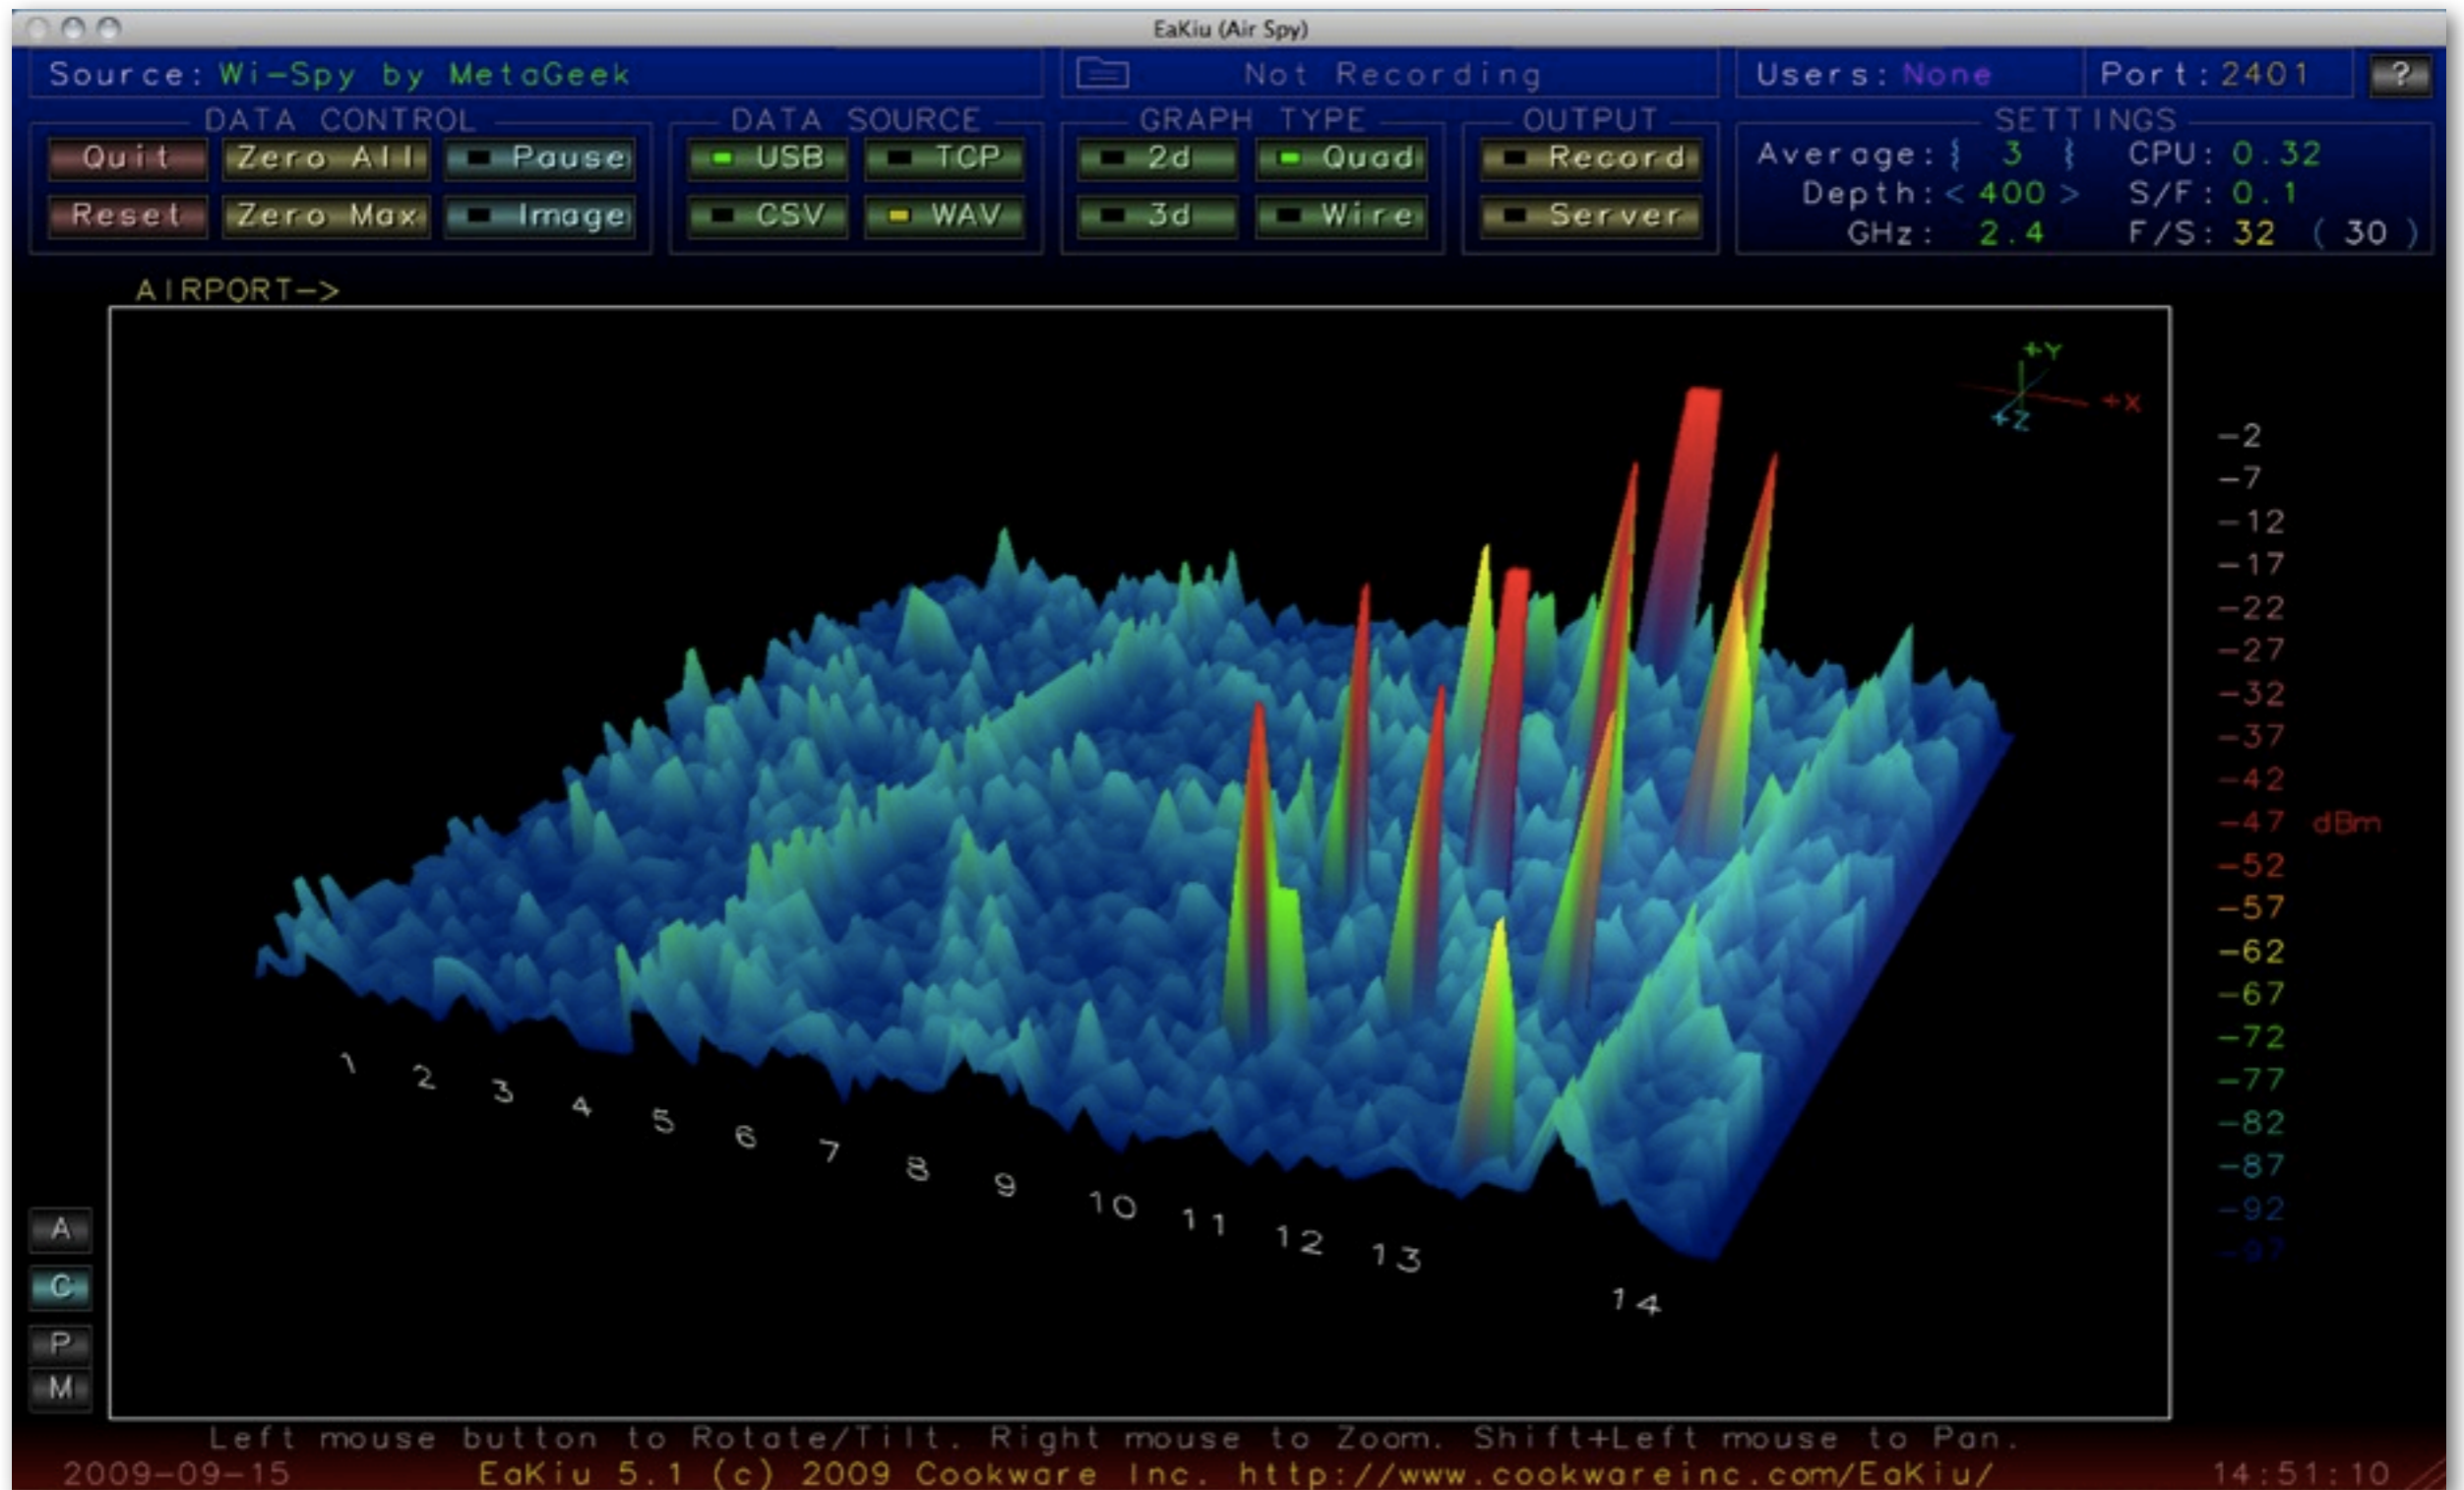 EaKiu (Air Spy)
Source: Wi-Spy by MetaGeek
Not Recording
Users: None
Port: 2401
?
DATA CONTROL
DATA SOURCE
GRAPH TYPE
OUTPUT
SETTINGS
Quit Zero All Pause
USB TCP
2d Quad
Record
Average: { 3 } CPU: 0.32
Reset Zero Max Image
CSV WAV
3d Wire
Server
Depth: < 400 > S/F: 0.1
GHz: 2.4 F/S: 32 ( 30 )
AIRPORT->
+Y
+X
+Z
-2
-7
-12
-17
-22
-27
-32
-37
-42
-47 dBm
-52
-57
-62
-67
-72
-77
-82
-87
-92
-97
1 2 3 4 5 6 7 8 9 10 11 12 13 14
A
C
P
M
Left mouse button to Rotate/Tilt. Right mouse to Zoom. Shift+Left mouse to Pan.
2009-09-15 EaKiu 5.1 (c) 2009 Cookware Inc. http://www.cookwareinc.com/EaKiu/ 14:51:10